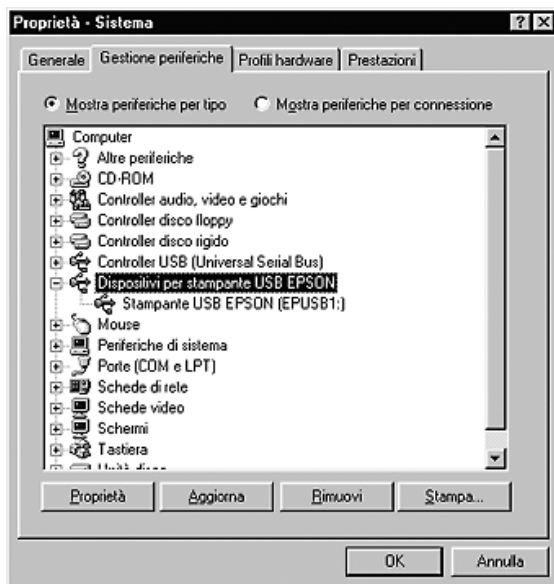 Proprietà - Sistema
Generale Gestione periferiche Profili hardware Prestazioni
Mostra periferiche per tipo Mostra periferiche per connessione
Computer
Altre periferiche
CD-ROM
Controller audio, video e giochi
Controller disco floppy
Controller disco rigido
Controller USB (Universal Serial Bus)
Dispositivi per stampante USB EPSON
Stampante USB EPSON (EPUSB1:)
Mouse
Periferiche di sistema
Porte (COM e LPT)
Schede di rete
Schede video
Schermi
Tastiera
Unità disco
Proprietà Aggiorna Rimuovi Stampa...
OK Annulla